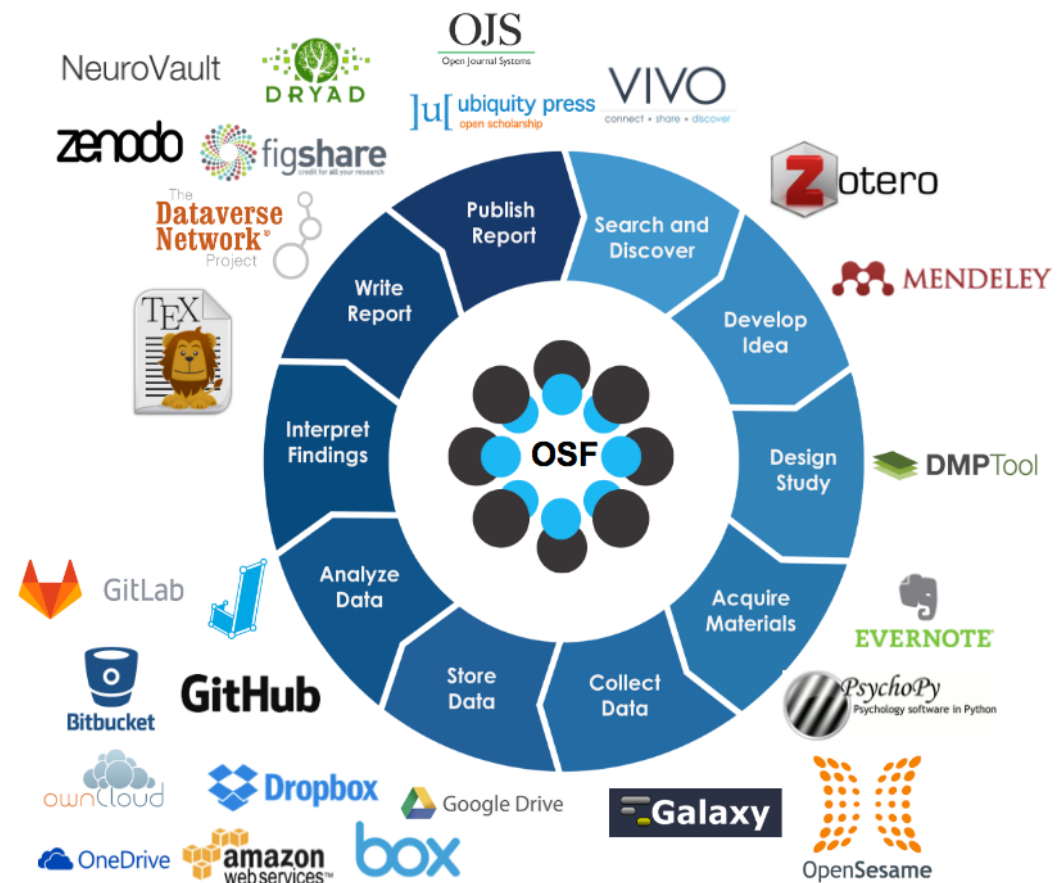 OJS
Open Journal Systems
NeuroVault
DRYAD
]u[ ubiquity press
open scholarship
VIVO
connect • share • discover
zenodo
figshare
credit for all your research
Zotero
The
Dataverse
Network®
Project
MENDELEY
TEX
Publish
Report
Search and
Discover
Develop
Idea
Design
Study
Acquire
Materials
Collect
Data
Store
Data
Analyze
Data
Interpret
Findings
Write
Report
OSF
DMPTool
EVERNOTE
PsychoPy
Psychology software in Python
GitLab
Bitbucket
GitHub
ownCloud
Dropbox
Google Drive
Galaxy
OpenSesame
OneDrive
amazon
webservices™
box